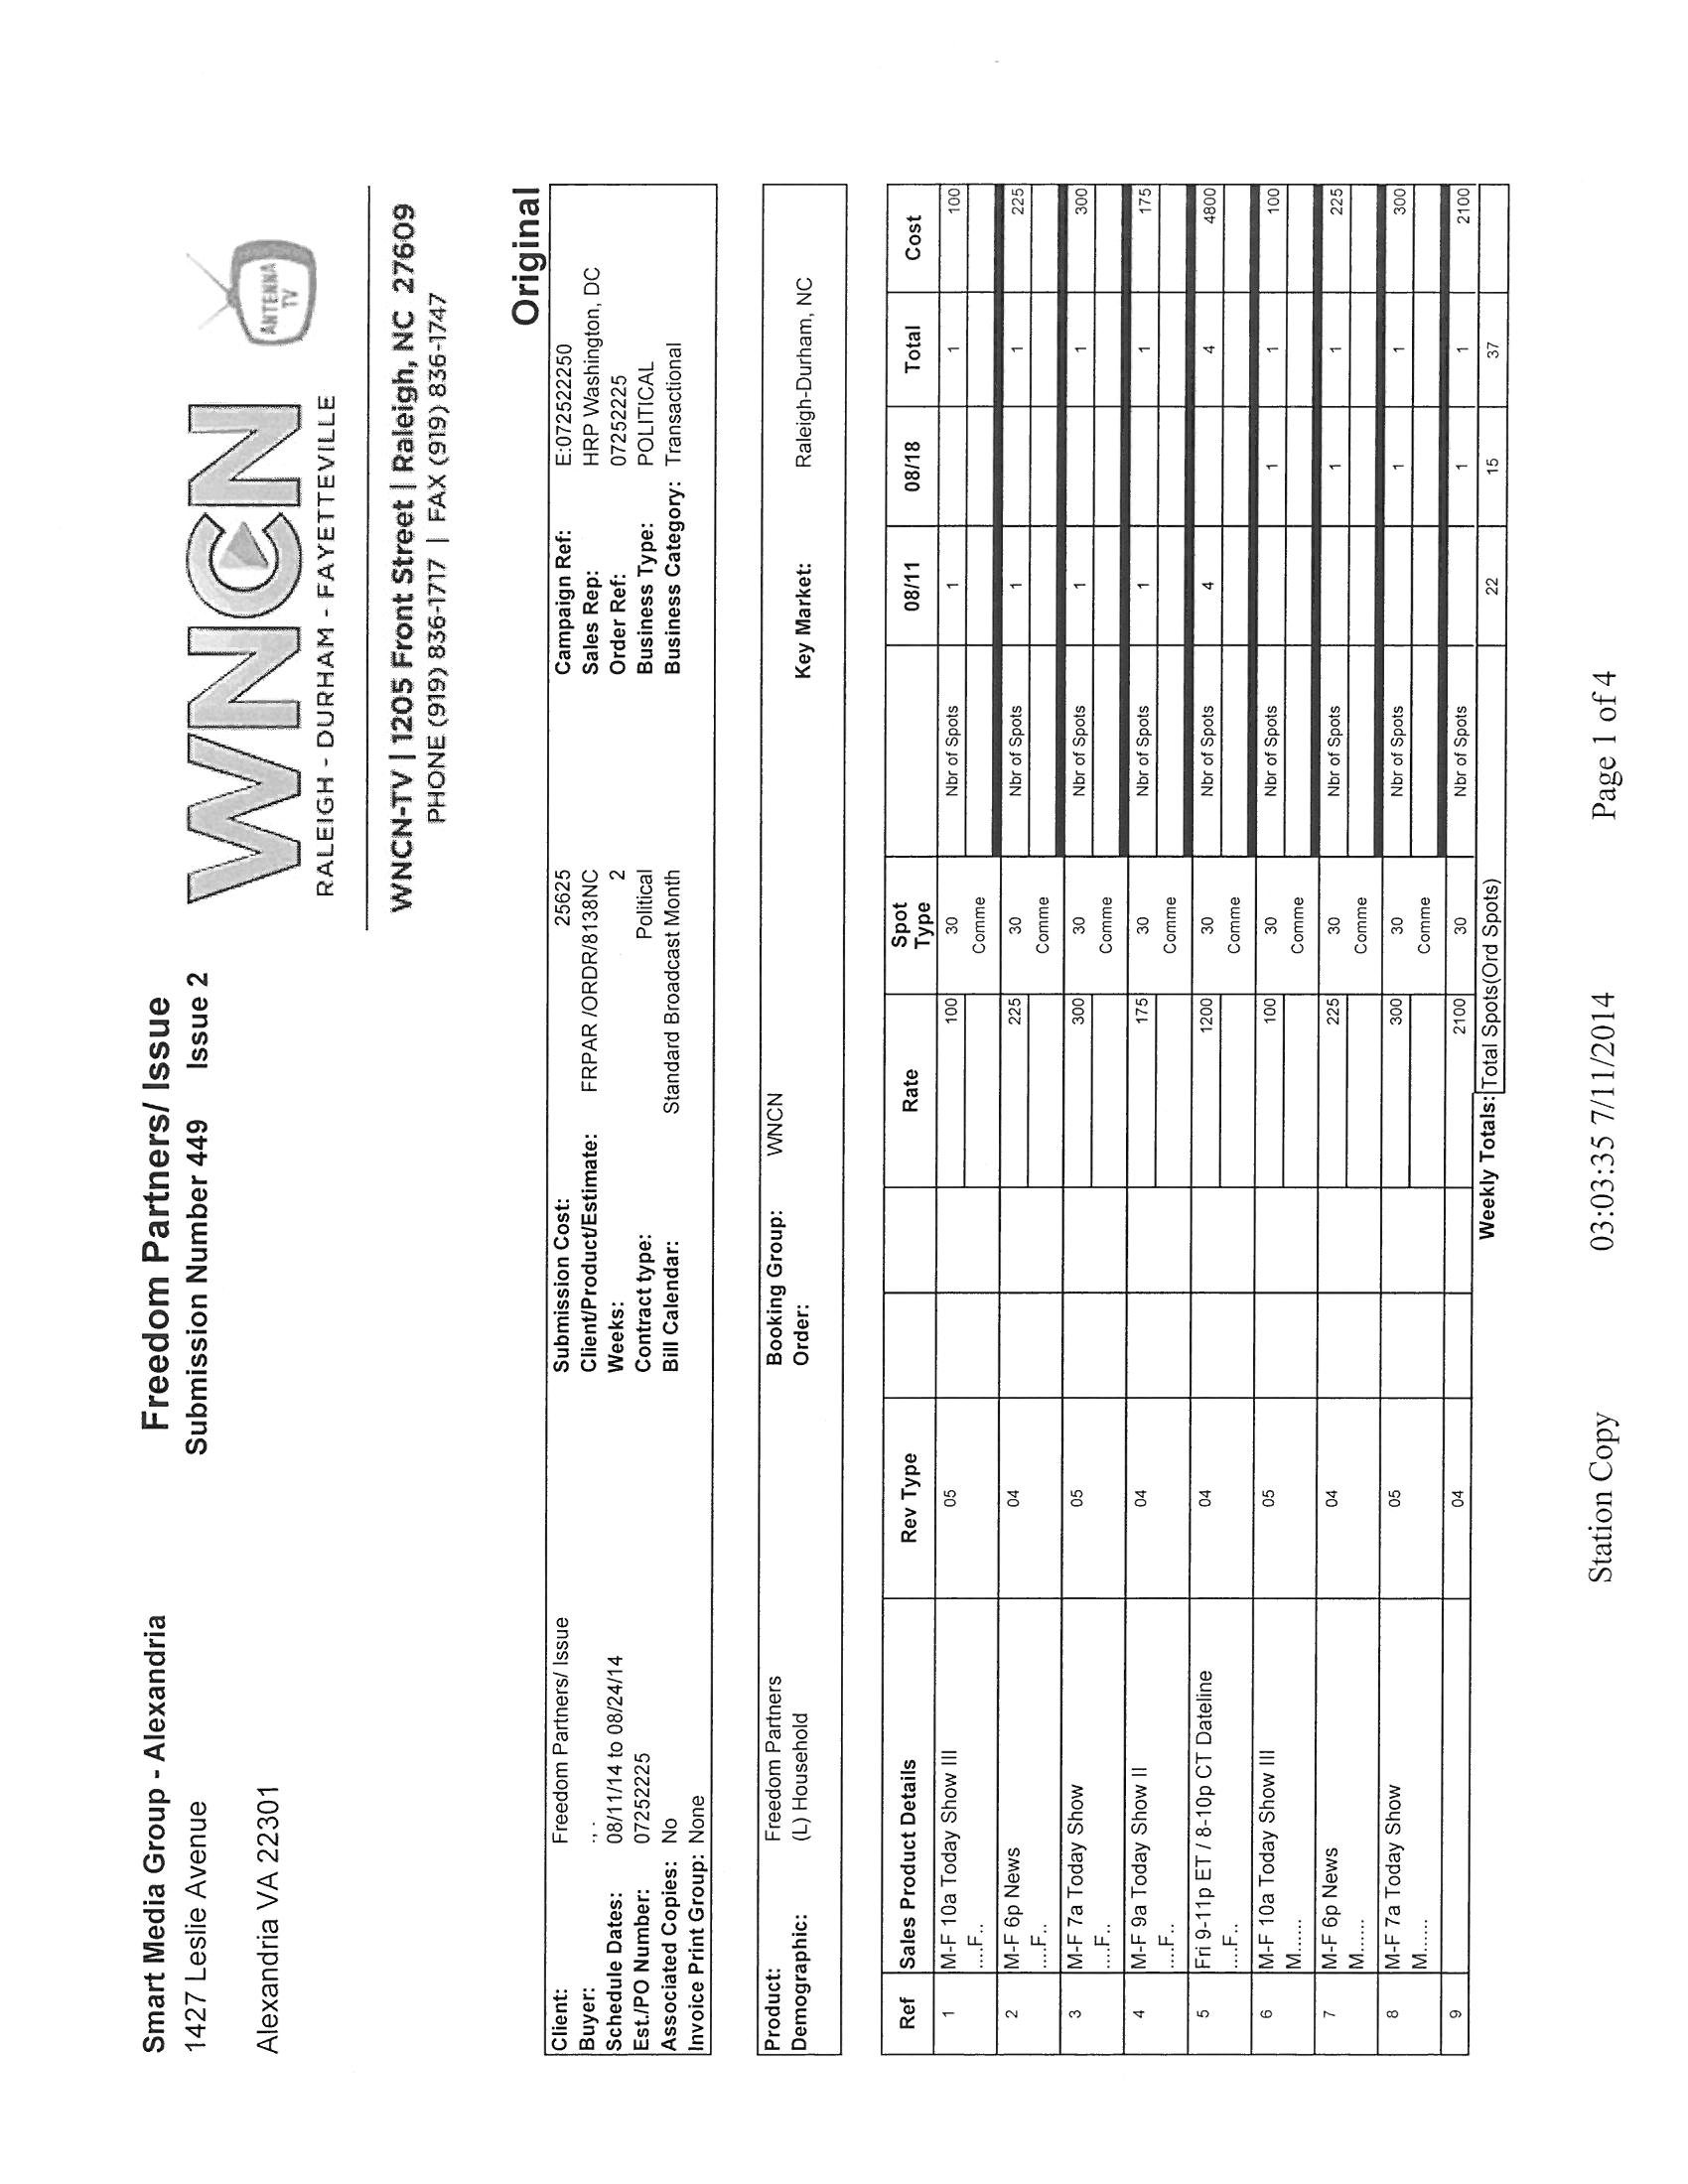 Smart Media Group - Alexandria
1427 Leslie Avenue
Alexandria VA 22301
Freedom Partners/ Issue
Submission Number 449 Issue 2
WNCN
ANTENNA
TV
RALEIGH - DURHAM - FAYETTEVILLE
WNCN-TV | 1205 Front Street | Raleigh, NC 27609
PHONE (919) 836-1717 | FAX (919) 836-1747
Original
Client: Freedom Partners/ Issue Submission Cost: 25625 Campaign Ref: E:072522250
Buyer: ., . Client/Product/Estimate: FRPAR /ORDR/8138NC Sales Rep: HRP Washington, DC
Schedule Dates: 08/11/14 to 08/24/14 Weeks: 2 Order Ref: 07252225
Est./PO Number: 07252225 Contract type: Political Business Type: POLITICAL
Associated Copies: No Bill Calendar: Standard Broadcast Month Business Category: Transactional
Invoice Print Group: None
Product: Freedom Partners Booking Group: WNCN
Demographic: (L) Household Order: Key Market: Raleigh-Durham, NC
Ref Sales Product Details Rev Type Rate Spot Type 08/11 08/18 Total Cost
1 M-F 10a Today Show III 05 100 30 Nbr of Spots 1 1 100
....F.. Comme
2 M-F 6p News 04 225 30 Nbr of Spots 1 1 225
....F.. Comme
3 M-F 7a Today Show 05 300 30 Nbr of Spots 1 1 300
....F.. Comme
4 M-F 9a Today Show II 04 175 30 Nbr of Spots 1 1 175
....F.. Comme
5 Fri 9-11p ET / 8-10p CT Dateline 04 1200 30 Nbr of Spots 4 4 4800
....F.. Comme
6 M-F 10a Today Show III 05 100 30 Nbr of Spots 1 1 100
M...... Comme
7 M-F 6p News 04 225 30 Nbr of Spots 1 1 225
M...... Comme
8 M-F 7a Today Show 05 300 30 Nbr of Spots 1 1 300
M...... Comme
9 04 2100 30 Nbr of Spots 1 1 2100
Weekly Totals: Total Spots(Ord Spots) 22 15 37
Station Copy 03:03:35 7/11/2014 Page 1 of 4